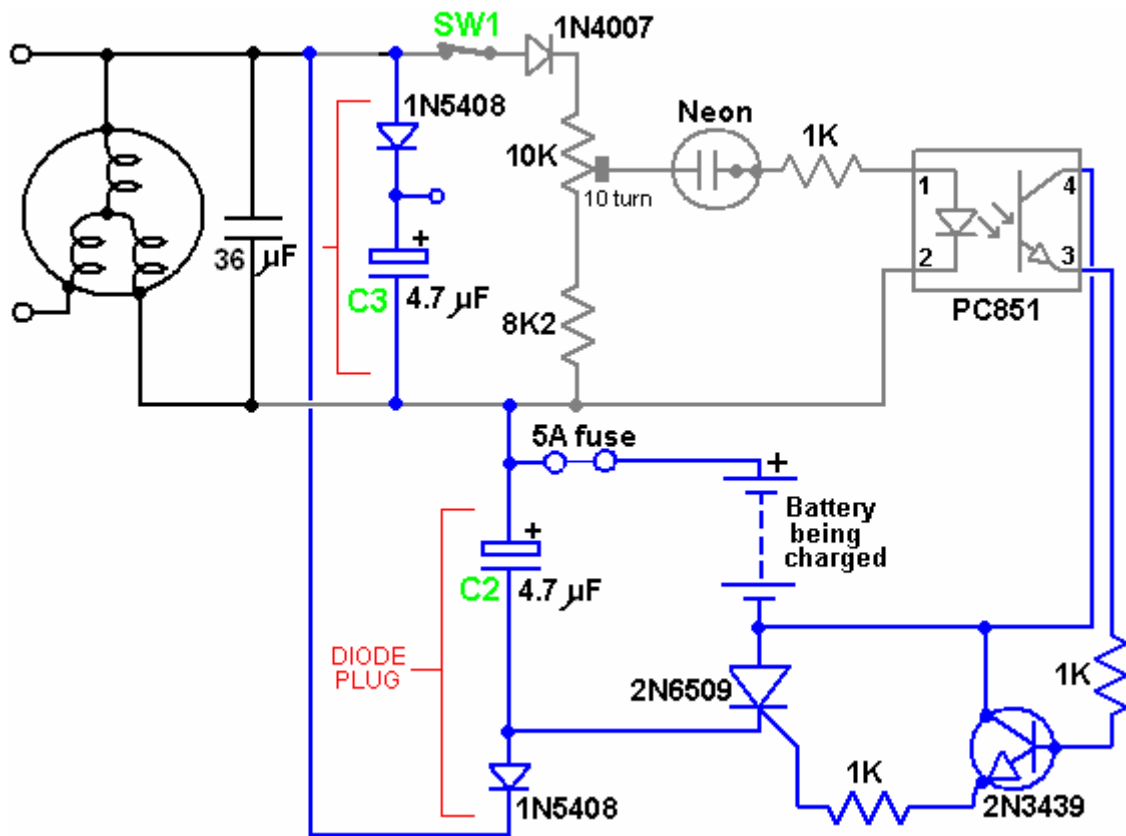 SW1
1N4007
1N5408
Neon
1K
10K
10 turn
1
4
36 µF
+
2
3
C3
4.7 µF
8K2
PC851
5A fuse
+
Battery
being
charged
+
C2
4.7 µF
DIODE
PLUG
2N6509
1K
1K
1N5408
2N3439